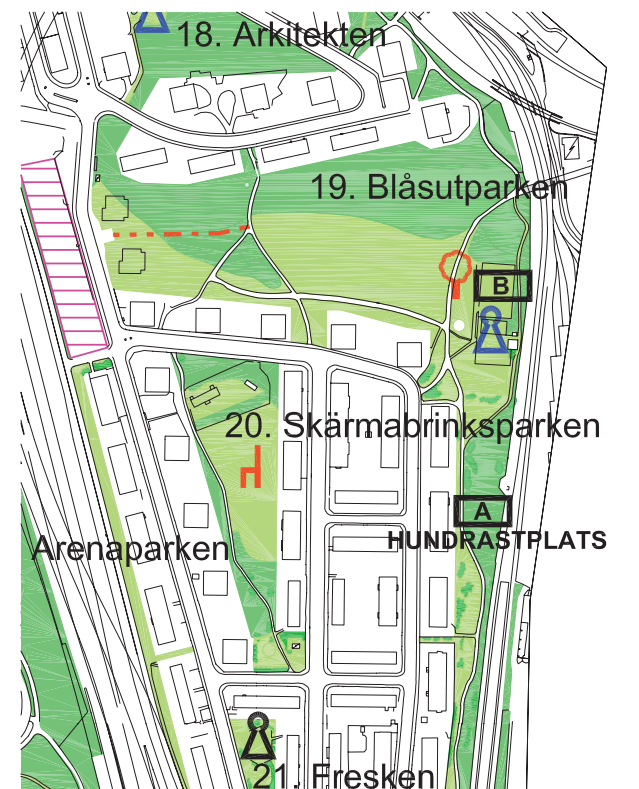 18. Arkitekten
19. Blåsutparken
B
20. Skärmabrinksparken
A
HUNDRASTPLATS
Arenaparken
21. Fresken